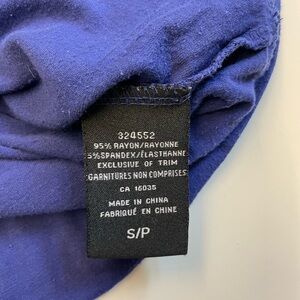 324552
95% RAYON/RAYONNE
5%SPANDEX/ÉLASTHANNE
EXCLUSIVE OF TRIM
GARNITURES NON COMPRISES
CA 16035
MADE IN CHINA
FABRIQUÉ EN CHINE
S/P